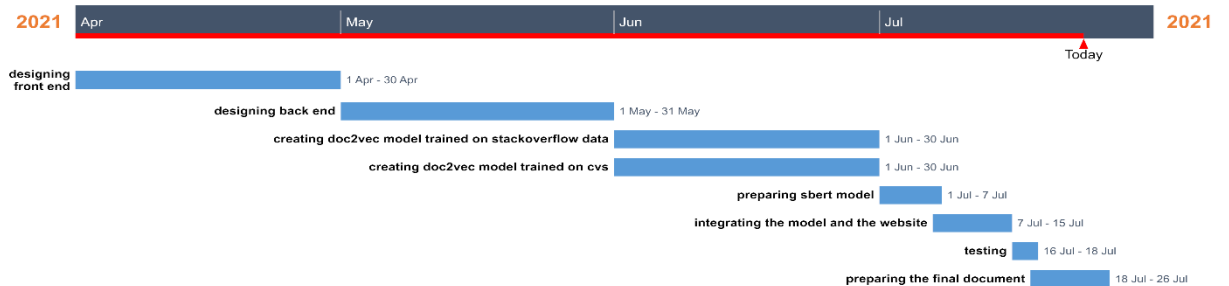 2021 Apr May Jun Jul 2021
Today
designing
front end 1 Apr - 30 Apr
designing back end 1 May - 31 May
creating doc2vec model trained on stackoverflow data 1 Jun - 30 Jun
creating doc2vec model trained on cvs 1 Jun - 30 Jun
preparing sbert model 1 Jul - 7 Jul
integrating the model and the website 7 Jul - 15 Jul
testing 16 Jul - 18 Jul
preparing the final document 18 Jul - 26 Jul